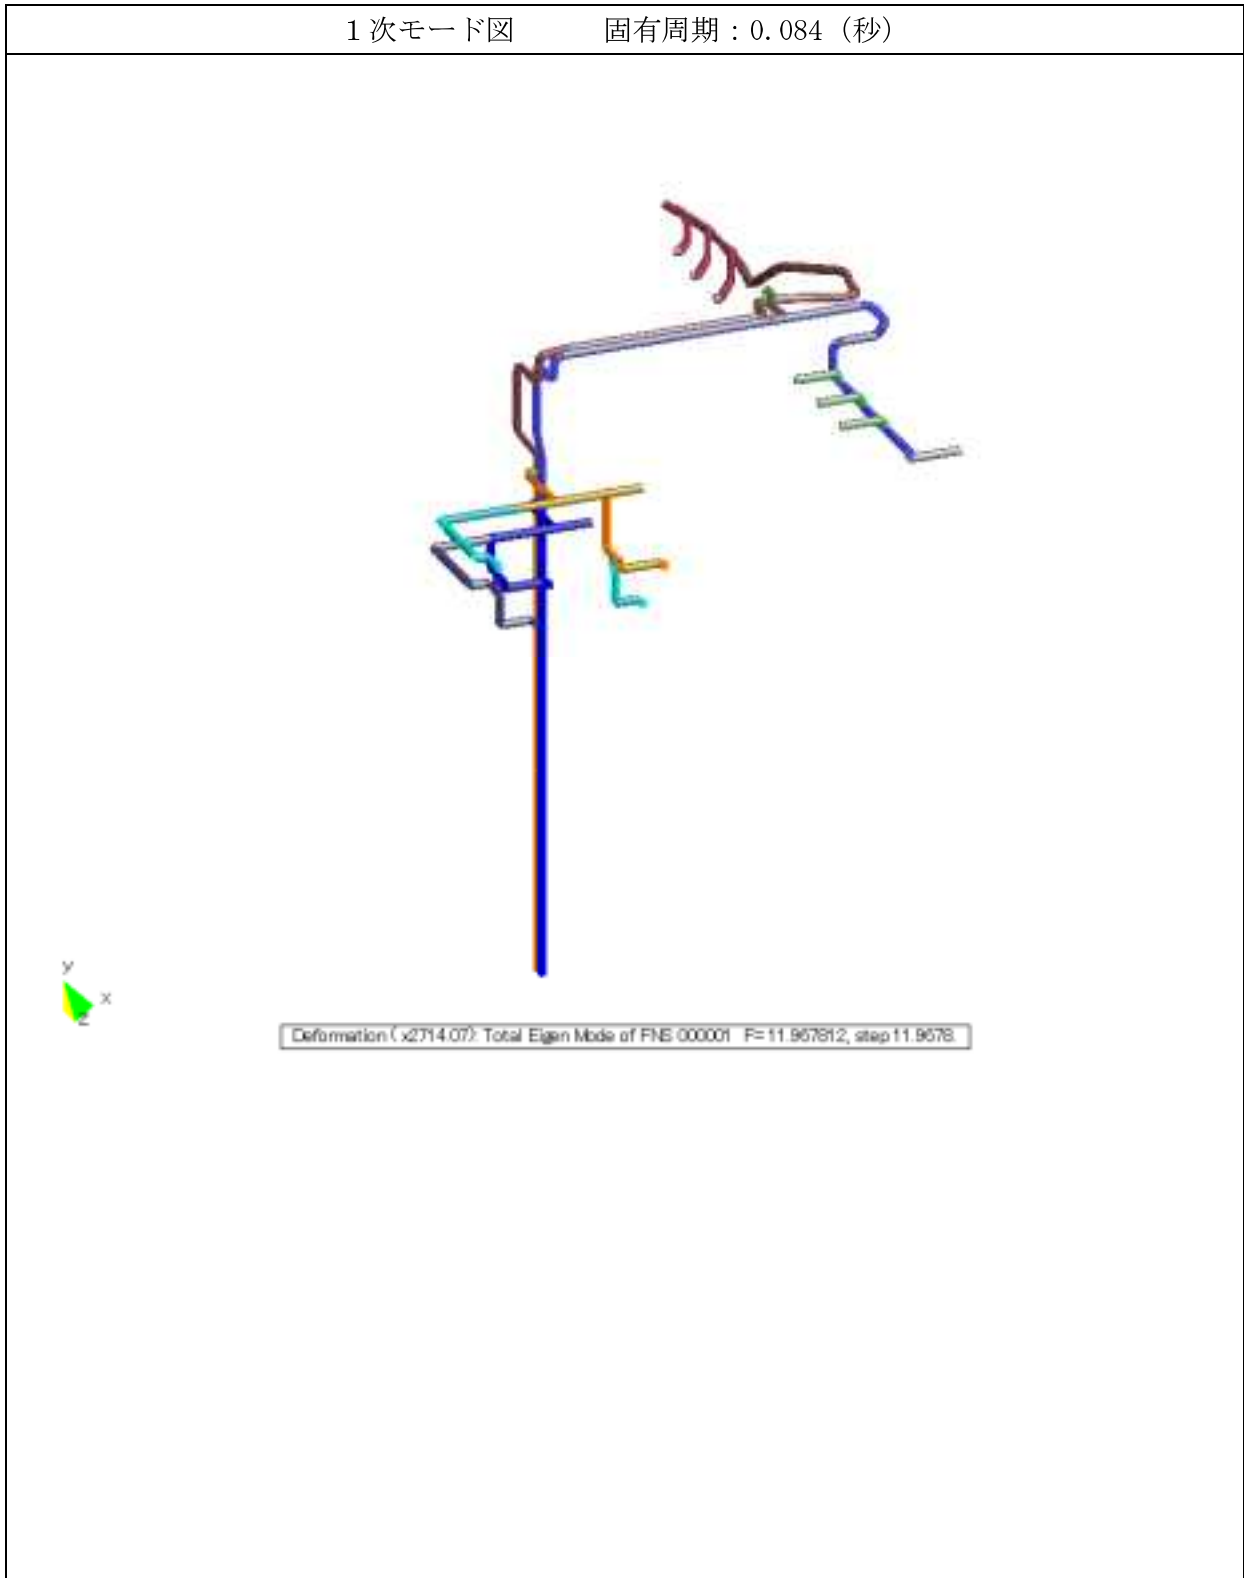 1次モード図 固有周期：0.084（秒）
y
x
z
Deformation ( x2714.07): Total Eigen Mode of FNS 000001 F= 11.967812, step 11.9678.